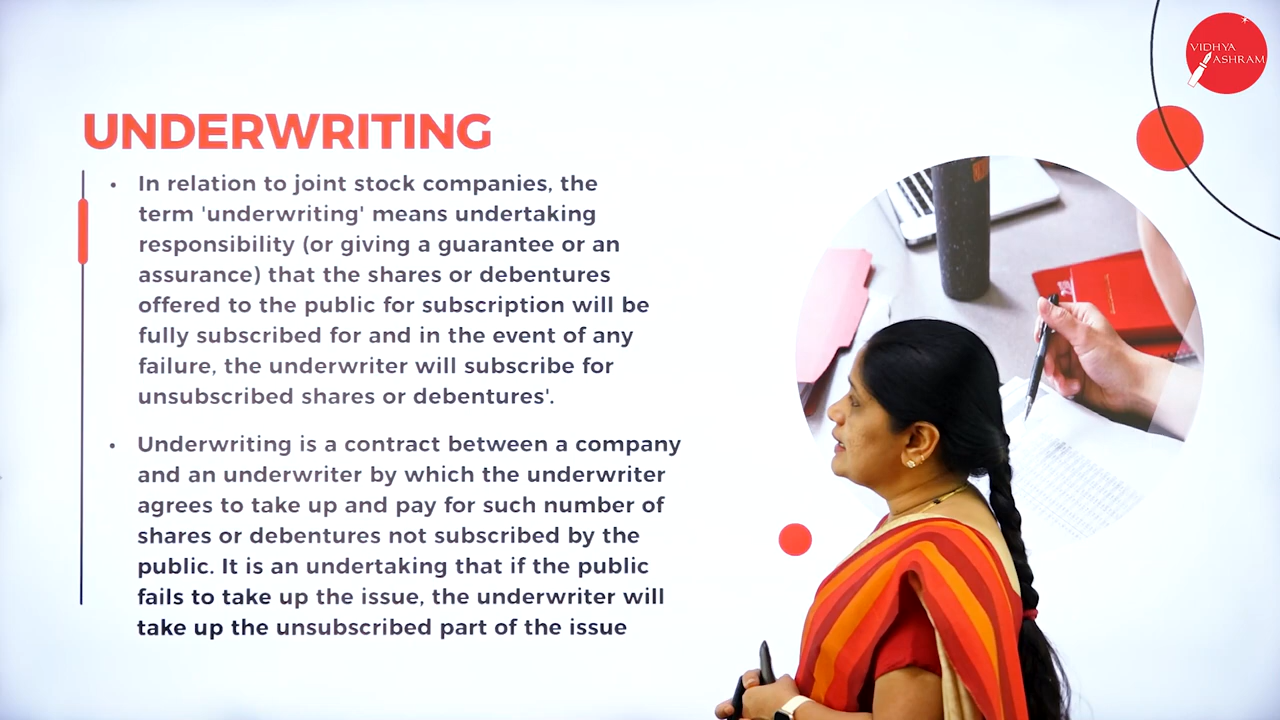 VIDHYA
ASHRAM
UNDERWRITING
• In relation to joint stock companies, the
term 'underwriting' means undertaking
responsibility (or giving a guarantee or an
assurance) that the shares or debentures
offered to the public for subscription will be
fully subscribed for and in the event of any
failure, the underwriter will subscribe for
unsubscribed shares or debentures'.
• Underwriting is a contract between a company
and an underwriter by which the underwriter
agrees to take up and pay for such number of
shares or debentures not subscribed by the
public. It is an undertaking that if the public
fails to take up the issue, the underwriter will
take up the unsubscribed part of the issue